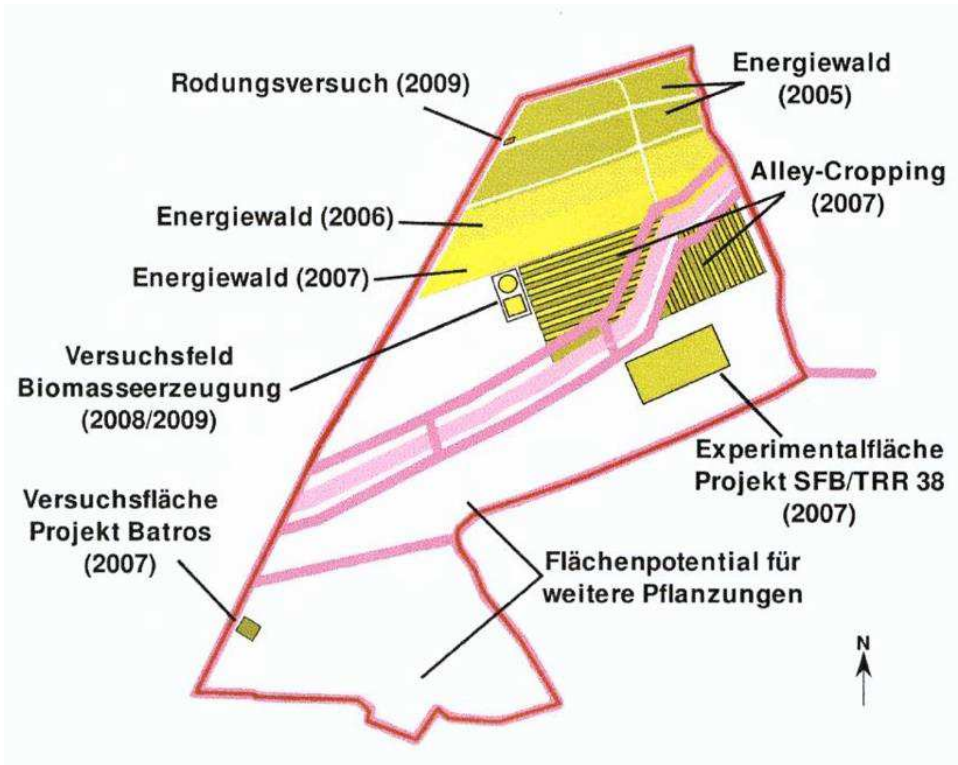 Rodungsversuch (2009)
Energiewald
(2005)
Alley-Cropping
(2007)
Energiewald (2006)
Energiewald (2007)
Versuchsfeld
Biomasseerzeugung
(2008/2009)
Experimentalfläche
Projekt SFB/TRR 38
(2007)
Versuchsfläche
Projekt Batros
(2007)
Flächenpotential für
weitere Pflanzungen
N